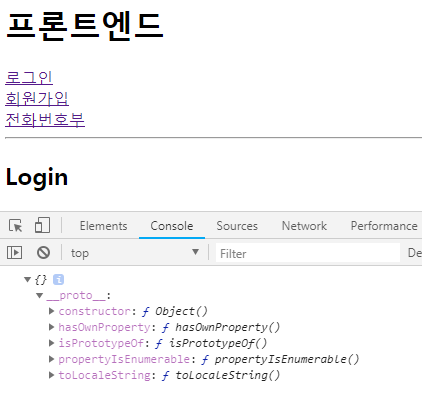 프론트엔드
로그인
회원가입
전화번호부
Login
Elements Console Sources Network Performance
top ▼ Filter De
▼ {} i
▼ __proto__:
▶ constructor: ƒ Object()
▶ hasOwnProperty: ƒ hasOwnProperty()
▶ isPrototypeOf: ƒ isPrototypeOf()
▶ propertyIsEnumerable: ƒ propertyIsEnumerable()
▶ toLocaleString: ƒ toLocaleString()